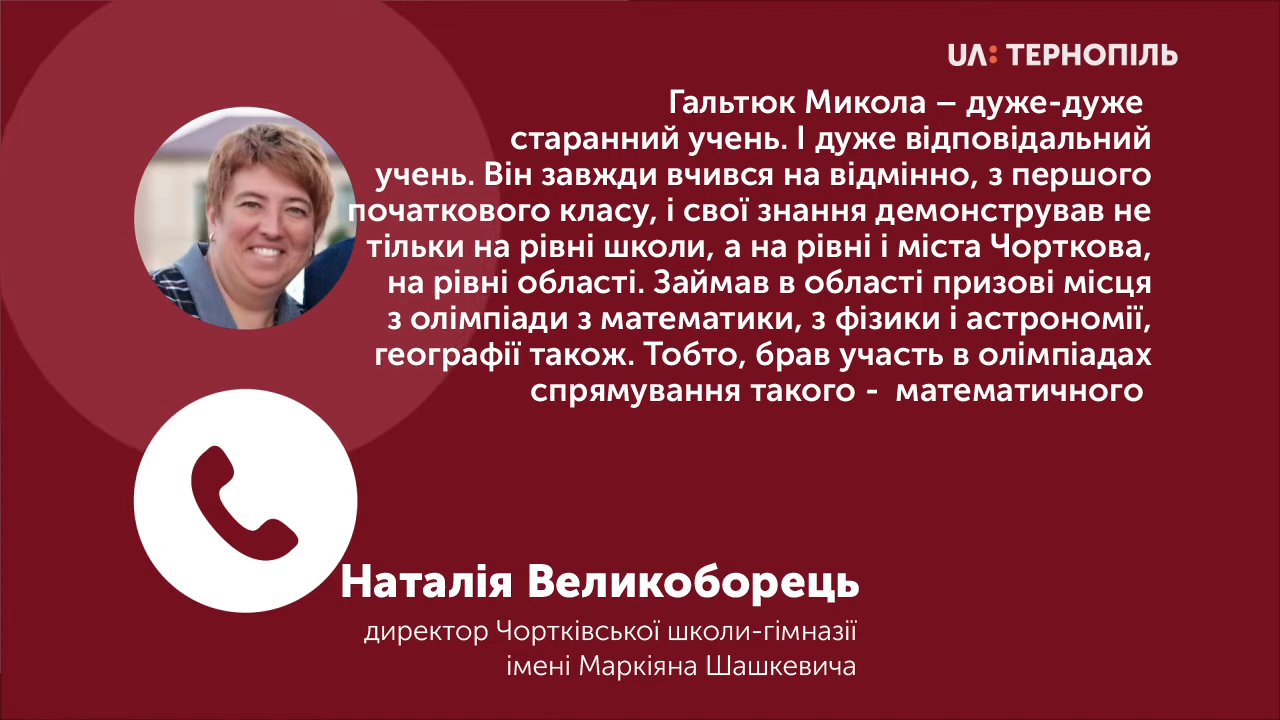 UA: ТЕРНОПІЛЬ
Гальтюк Микола – дуже-дуже
старанний учень. І дуже відповідальний
учень. Він завжди вчився на відмінно, з першого
початкового класу, і свої знання демонстрував не
тільки на рівні школи, а на рівні і міста Чорткова,
на рівні області. Займав в області призові місця
з олімпіади з математики, з фізики і астрономії,
географії також. Тобто, брав участь в олімпіадах
спрямування такого - математичного
Наталія Великоборець
директор Чортківської школи-гімназії
імені Маркіяна Шашкевича